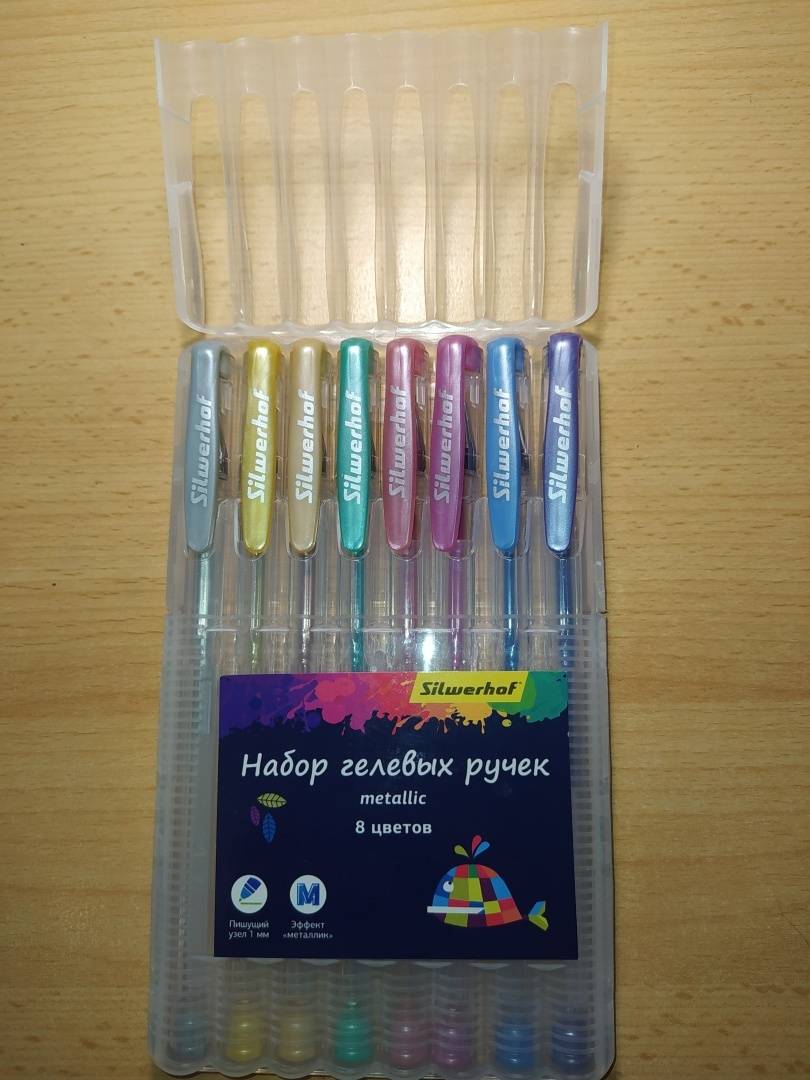 Silwerhof
Silwerhof
Silwerhof
Silwerhof
Silwerhof
Silwerhof
Silwerhof
Silwerhof
Silwerhof®
Набор гелевых ручек
metallic
8 цветов
M
Пишущий
узел 1 мм
Эффект
«металлик»